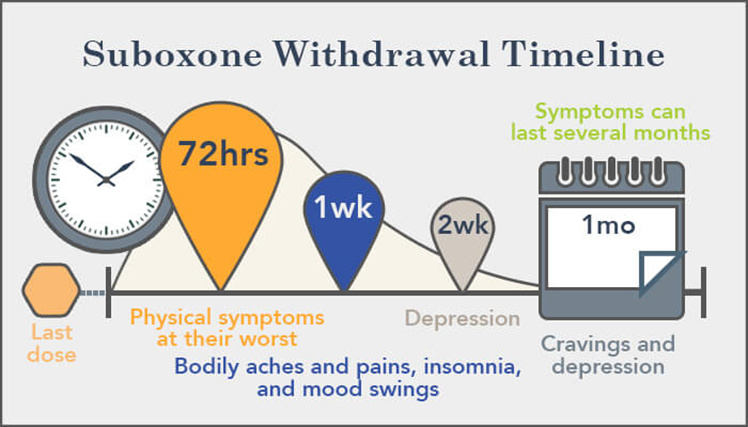 Suboxone Withdrawal Timeline
Symptoms can
last several months
72hrs
1wk
2wk
1mo
Last
dose
Physical symptoms
at their worst
Bodily aches and pains, insomnia,
and mood swings
Depression
Cravings and
depression